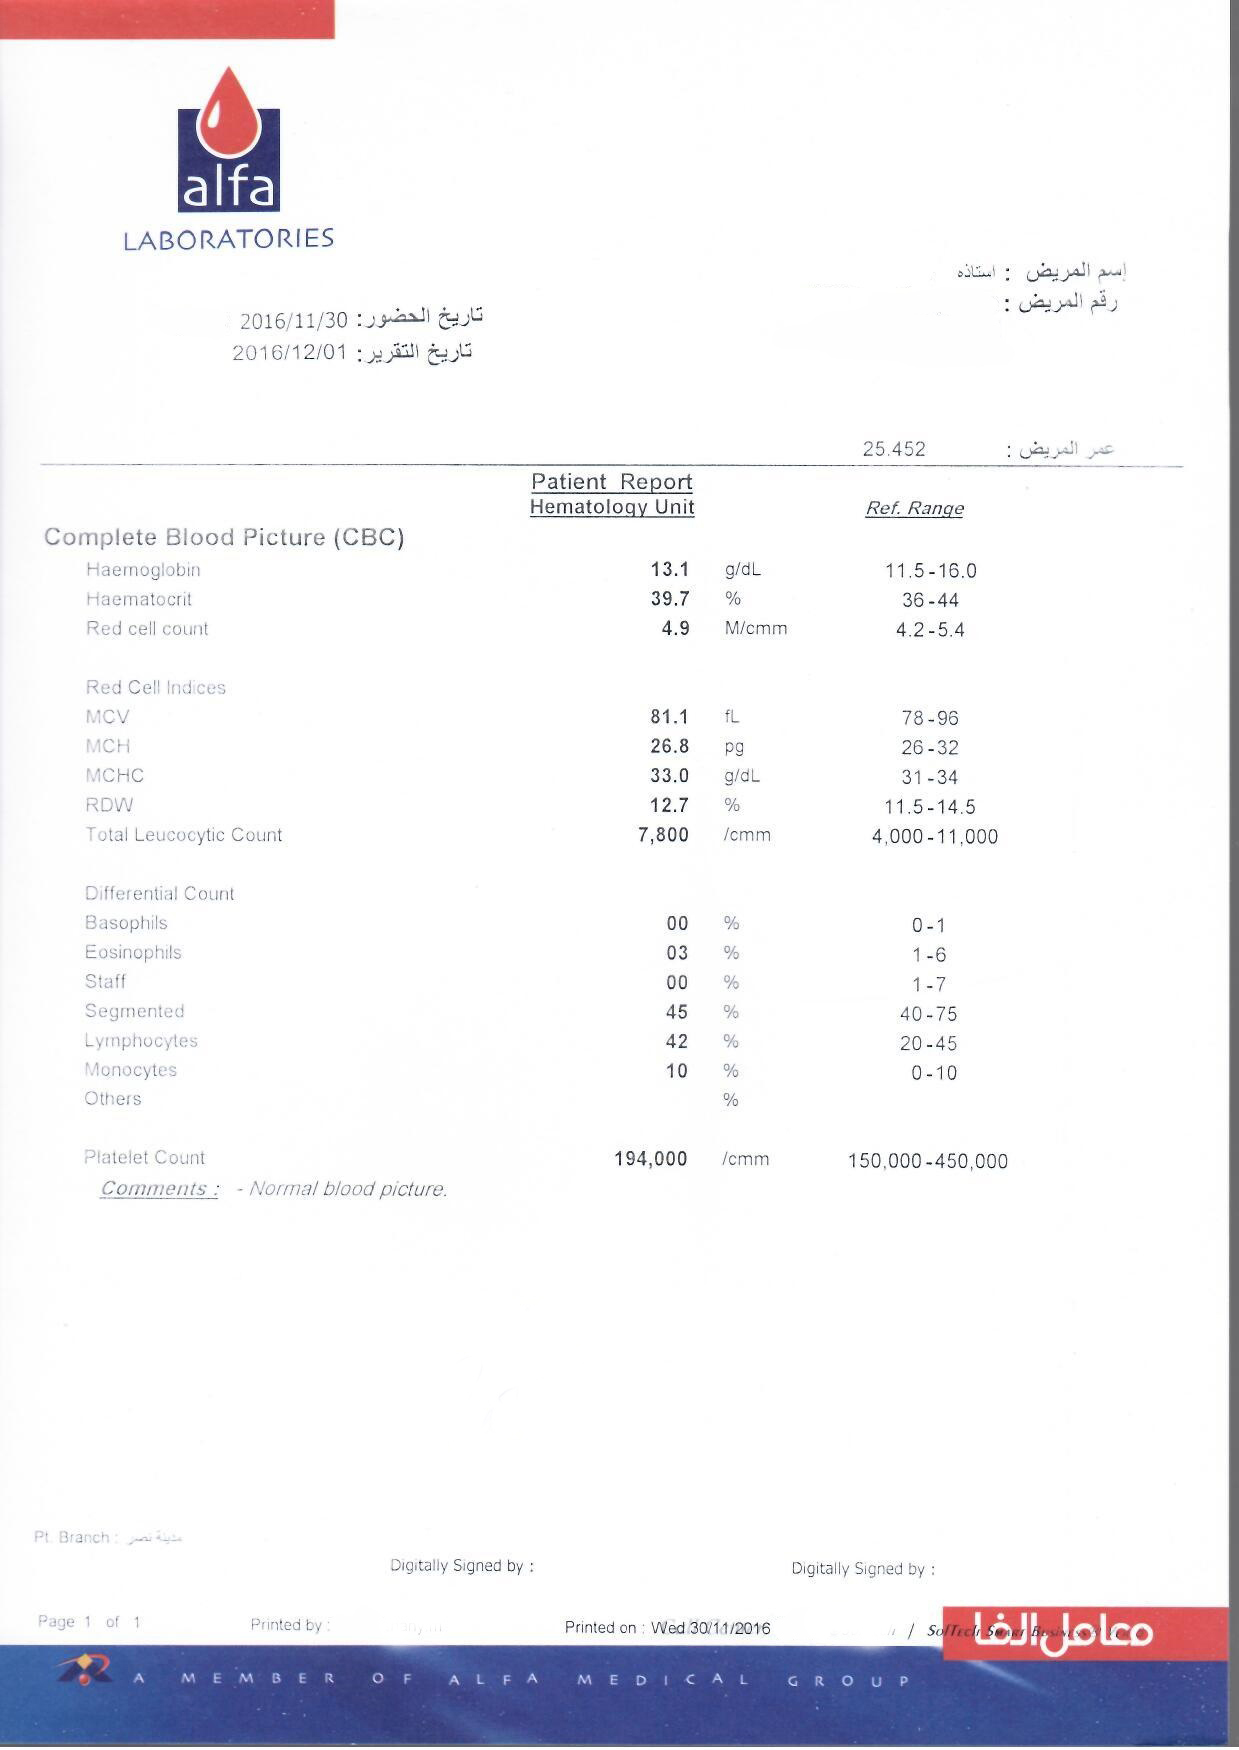 alfa
LABORATORIES
إسم المريض : استاذه
رقم المريض :
تاريخ الحضور: 2016/11/30
تاريخ التقرير: 2016/12/01
عمر المريض : 25.452
Patient Report
Hematology Unit Ref. Range
Complete Blood Picture (CBC)
Haemoglobin 13.1 g/dL 11.5-16.0
Haematocrit 39.7 % 36-44
Red cell count 4.9 M/cmm 4.2-5.4
Red Cell Indices
MCV 81.1 fL 78-96
MCH 26.8 pg 26-32
MCHC 33.0 g/dL 31-34
RDW 12.7 % 11.5-14.5
Total Leucocytic Count 7,800 /cmm 4,000-11,000
Differential Count
Basophils 00 % 0-1
Eosinophils 03 % 1-6
Staff 00 % 1-7
Segmented 45 % 40-75
Lymphocytes 42 % 20-45
Monocytes 10 % 0-10
Others %
Platelet Count 194,000 /cmm 150,000-450,000
Comments : - Normal blood picture.
Pt. Branch : مدينة نصر
Digitally Signed by : Digitally Signed by :
Page 1 of 1 Printed by : Printed on : Wed 30/11/2016 / SofTech Smart
معامل الفا
A MEMBER OF ALFA MEDICAL GROUP